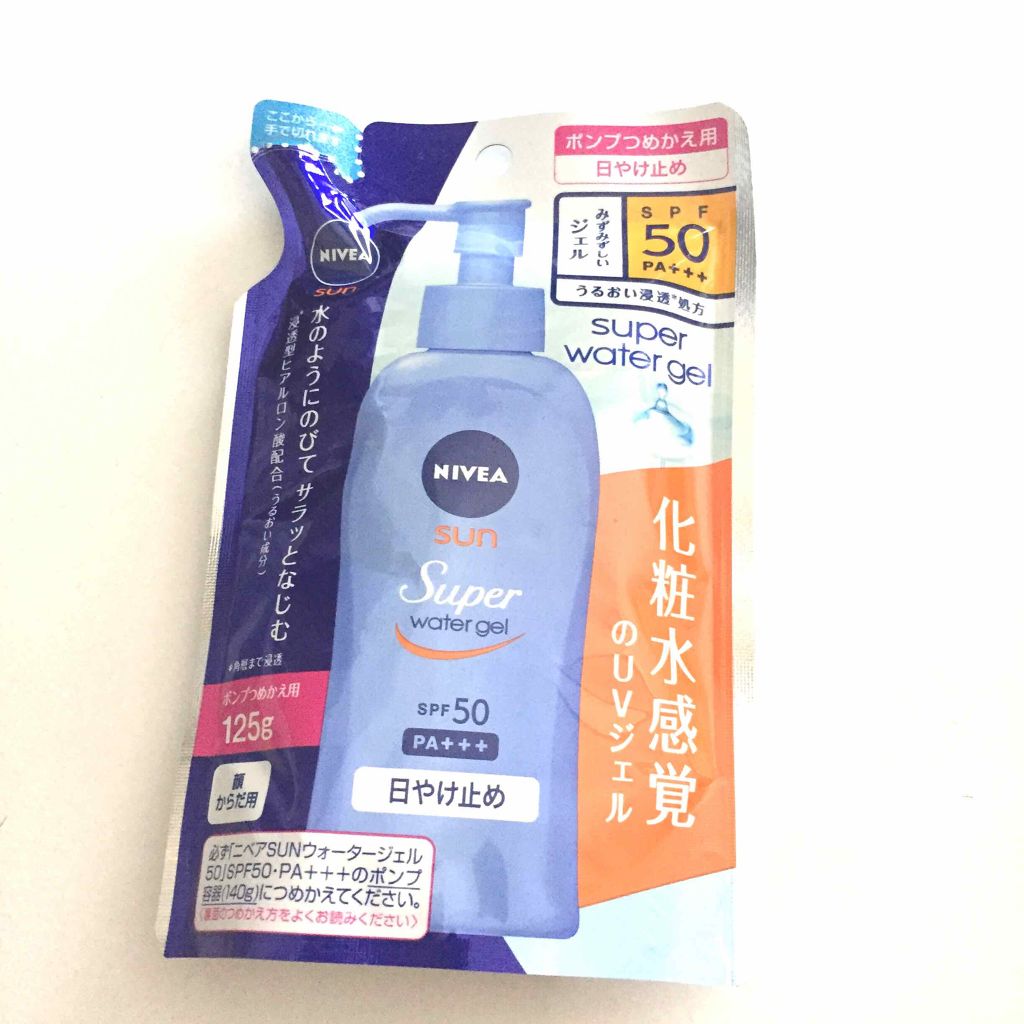 ここから
手で切れ
ポンプつめかえ用
日やけ止め
みずみずしい
ジェル
SPF
50
PA+++
うるおい浸透*処方
super
water gel
NIVEA
sun
水のようにのびて サラッとなじむ
*浸透型ヒアルロン酸配合(うるおい成分)
*角層まで浸透
NIVEA
sun
Super
water gel
SPF50
PA+++
日やけ止め
化粧水感覚
のUVジェル
ポンプつめかえ用
125g
顔
からだ用
必ず「ニベアSUNウォータージェル
50」SPF50・PA+++のポンプ
容器(140g)につめかえてください。
〈裏面のつめかえ方をよくお読みください〉